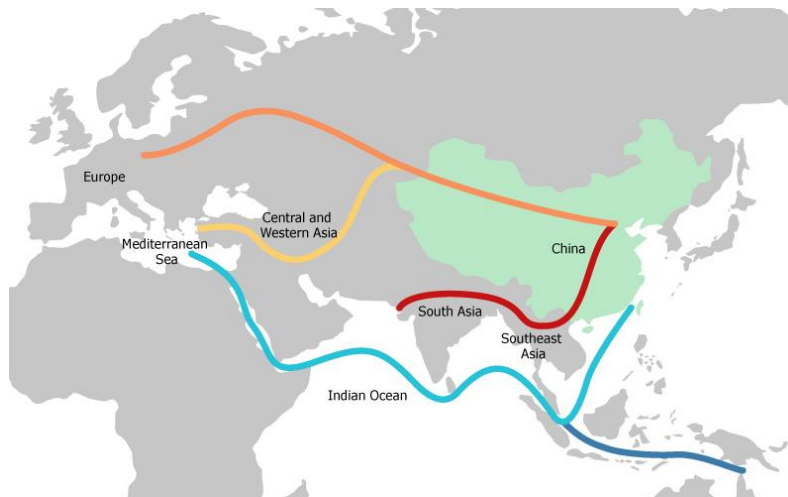 Europe
Central and
Western Asia
Mediterranean
Sea
China
South Asia
Southeast
Asia
Indian Ocean